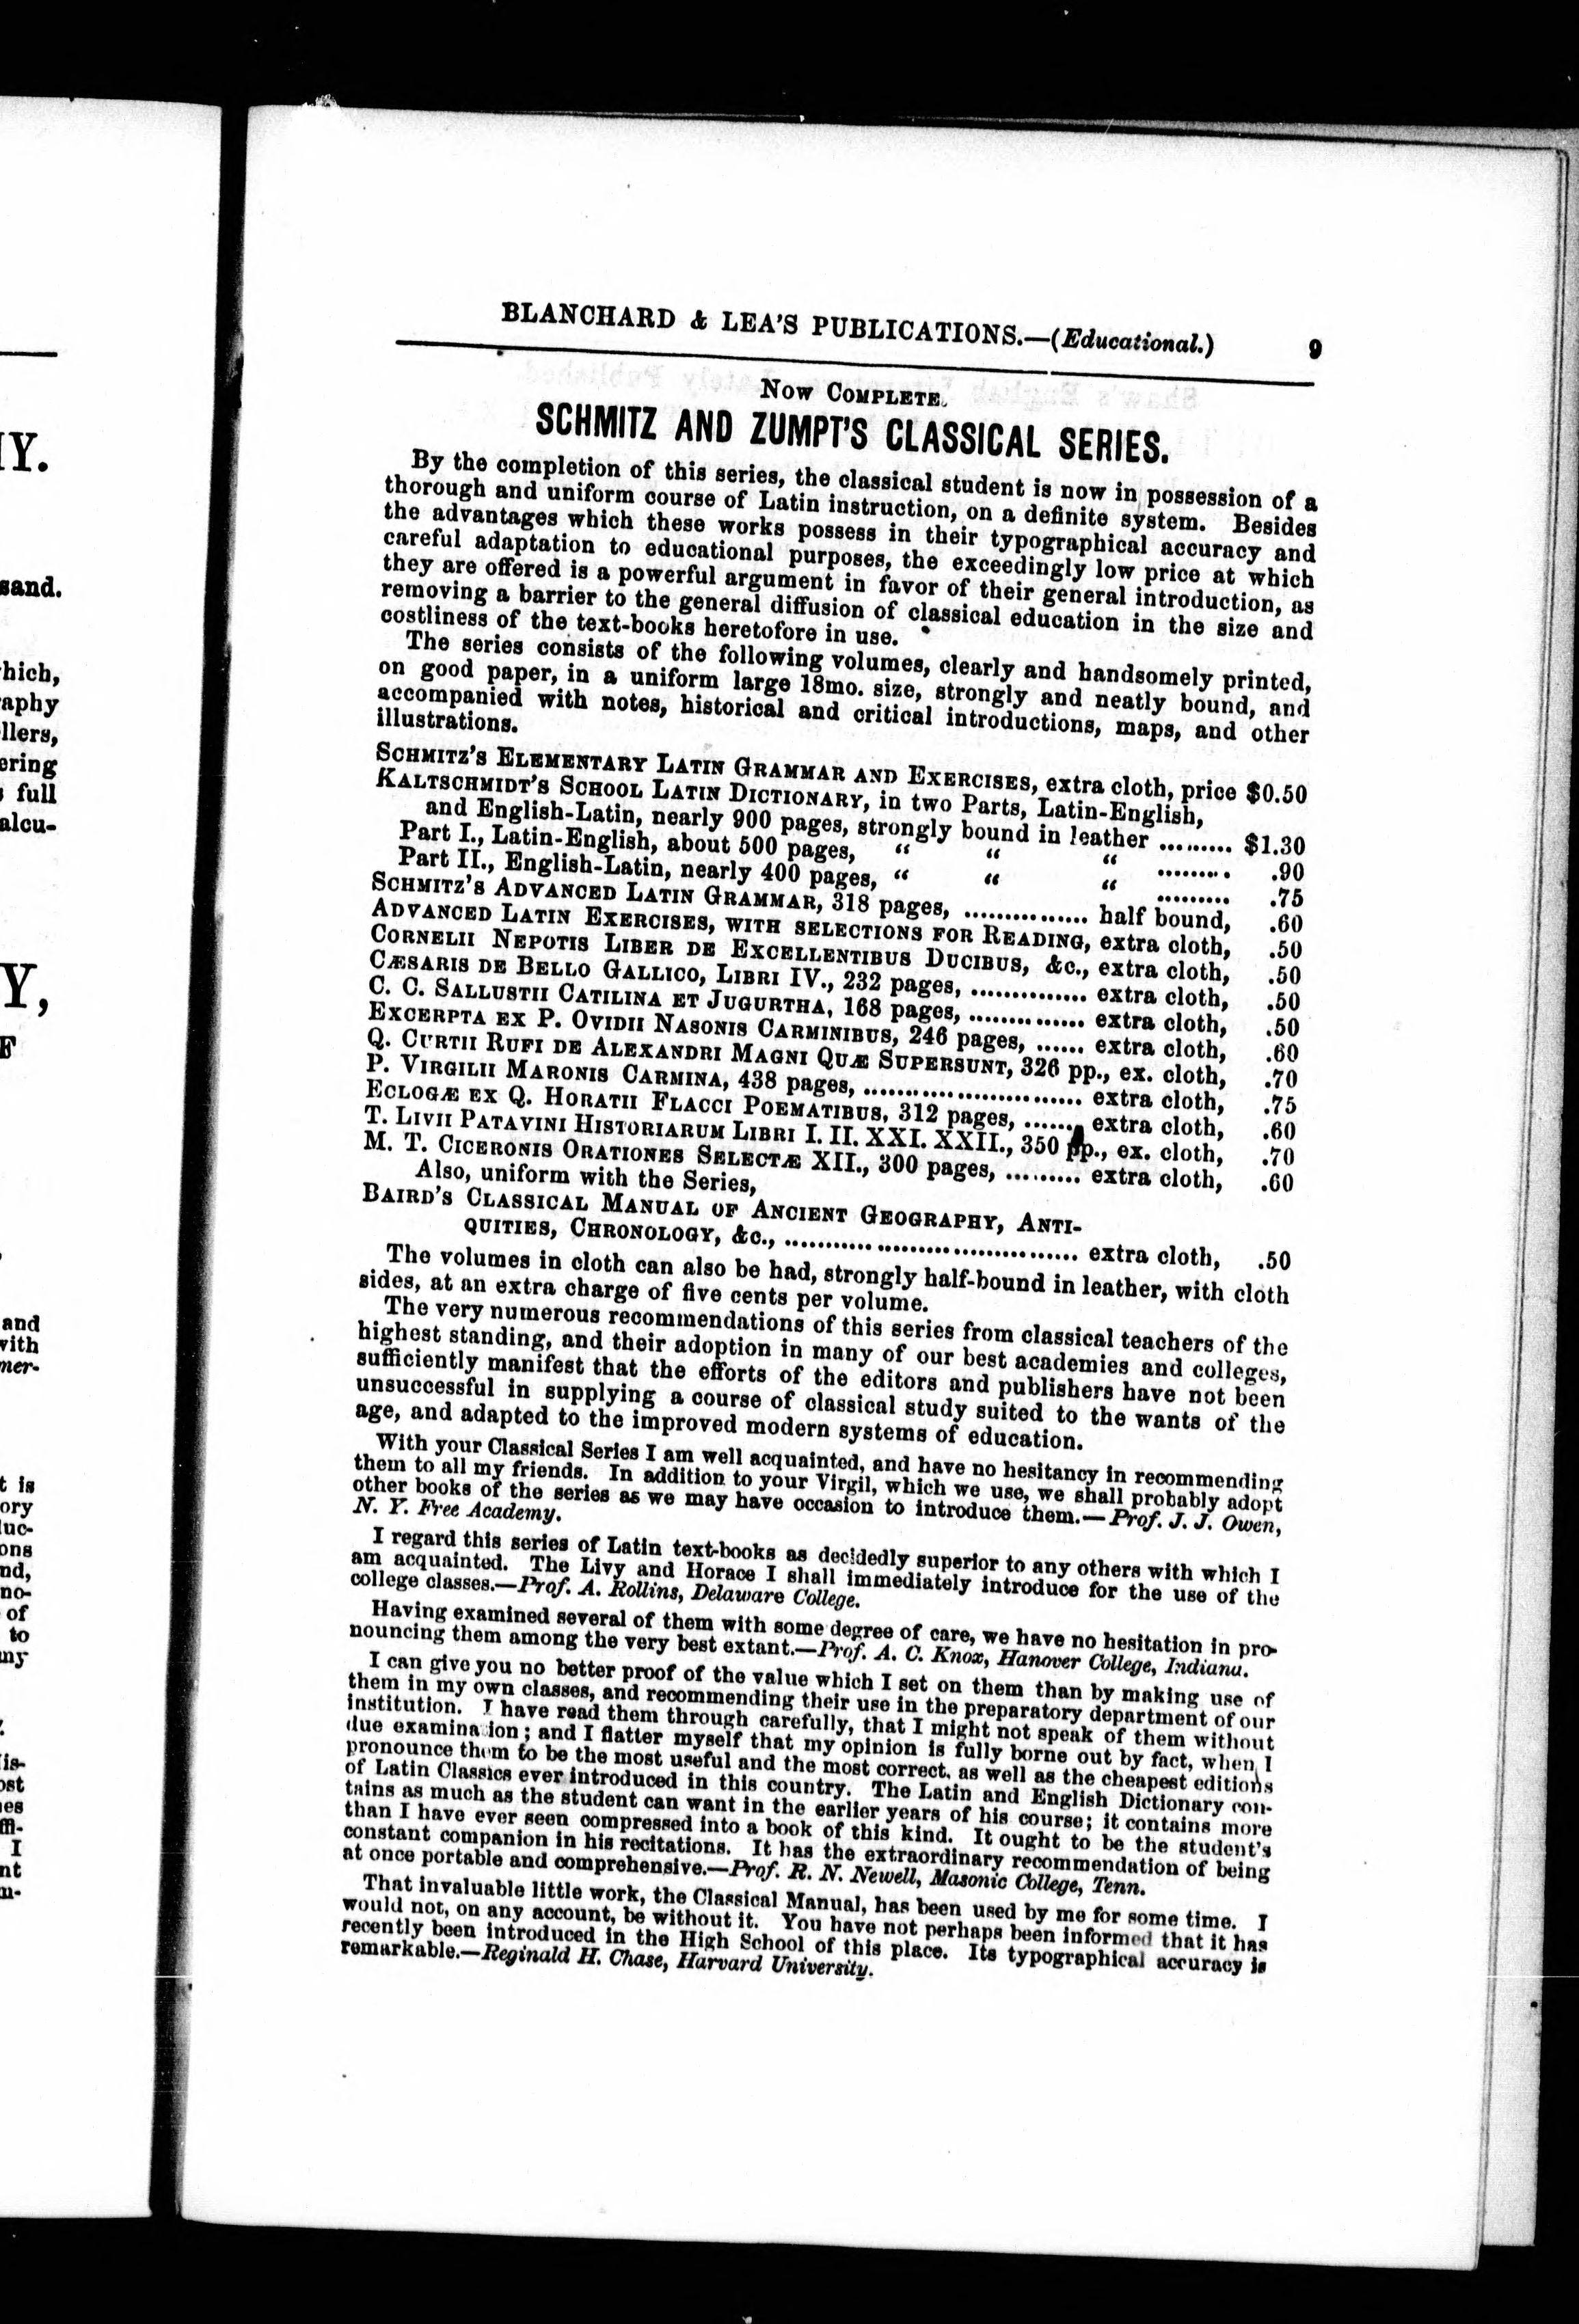 BLANCHARD & LEA'S PUBLICATIONS.—(Educational.) 9
NOW COMPLETE.
SCHMITZ AND ZUMPT'S CLASSICAL SERIES.
By the completion of this series, the classical student is now in possession of a
thorough and uniform course of Latin instruction, on a definite system. Besides
the advantages which these works possess in their typographical accuracy and
careful adaptation to educational purposes, the exceedingly low price at which
they are offered is a powerful argument in favor of their general introduction, as
removing a barrier to the general diffusion of classical education in the size and
costliness of the text-books heretofore in use.
The series consists of the following volumes, clearly and handsomely printed,
on good paper, in a uniform large 18mo. size, strongly and neatly bound, and
accompanied with notes, historical and critical introductions, maps, and other
illustrations.
SCHMITZ'S ELEMENTARY LATIN GRAMMAR AND EXERCISES, extra cloth, price $0.50
KALTSCHMIDT'S SCHOOL LATIN DICTIONARY, in two Parts, Latin-English,
and English-Latin, nearly 900 pages, strongly bound in leather ......... $1.30
Part I., Latin-English, about 500 pages, " " " ......... .90
Part II., English-Latin, nearly 400 pages, " " " ......... .75
SCHMITZ'S ADVANCED LATIN GRAMMAR, 318 pages, ............... half bound, .60
ADVANCED LATIN EXERCISES, WITH SELECTIONS FOR READING, extra cloth, .50
CORNELII NEPOTIS LIBER DE EXCELLENTIBUS DUCIBUS, &c., extra cloth, .50
CÆSARIS DE BELLO GALLICO, LIBRI IV., 232 pages, .............. extra cloth, .50
C. C. SALLUSTII CATILINA ET JUGURTHA, 168 pages, .............. extra cloth, .50
EXCERPTA EX P. OVIDII NASONIS CARMINIBUS, 246 pages, ...... extra cloth, .60
Q. CURTII RUFI DE ALEXANDRI MAGNI QUÆ SUPERSUNT, 326 pp., ex. cloth, .70
P. VIRGILII MARONIS CARMINA, 438 pages, ........................... extra cloth, .75
ECLOGÆ EX Q. HORATII FLACCI POEMATIBUS, 312 pages, ....... extra cloth, .60
T. LIVII PATAVINI HISTORIARUM LIBRI I. II. XXI. XXII., 350 pp., ex. cloth, .70
M. T. CICERONIS ORATIONES SELECTÆ XII., 300 pages, ......... extra cloth, .60
Also, uniform with the Series,
BAIRD'S CLASSICAL MANUAL OF ANCIENT GEOGRAPHY, ANTI-
QUITIES, CHRONOLOGY, &c., .................................... extra cloth, .50
The volumes in cloth can also be had, strongly half-bound in leather, with cloth
sides, at an extra charge of five cents per volume.
The very numerous recommendations of this series from classical teachers of the
highest standing, and their adoption in many of our best academies and colleges,
sufficiently manifest that the efforts of the editors and publishers have not been
unsuccessful in supplying a course of classical study suited to the wants of the
age, and adapted to the improved modern systems of education.
With your Classical Series I am well acquainted, and have no hesitancy in recommending
them to all my friends. In addition to your Virgil, which we use, we shall probably adopt
other books of the series as we may have occasion to introduce them.—Prof. J. J. Owen,
N. Y. Free Academy.
I regard this series of Latin text-books as decidedly superior to any others with which I
am acquainted. The Livy and Horace I shall immediately introduce for the use of the
college classes.—Prof. A. Rollins, Delaware College.
Having examined several of them with some degree of care, we have no hesitation in pro-
nouncing them among the very best extant.—Prof. A. C. Knox, Hanover College, Indiana.
I can give you no better proof of the value which I set on them than by making use of
them in my own classes, and recommending their use in the preparatory department of our
institution. I have read them through carefully, that I might not speak of them without
due examination; and I flatter myself that my opinion is fully borne out by fact, when I
pronounce them to be the most useful and the most correct, as well as the cheapest editions
of Latin Classics ever introduced in this country. The Latin and English Dictionary con-
tains as much as the student can want in the earlier years of his course; it contains more
than I have ever seen compressed into a book of this kind. It ought to be the student's
constant companion in his recitations. It has the extraordinary recommendation of being
at once portable and comprehensive.—Prof. R. N. Newell, Masonic College, Tenn.
That invaluable little work, the Classical Manual, has been used by me for some time. I
would not, on any account, be without it. You have not perhaps been informed that it has
recently been introduced in the High School of this place. Its typographical accuracy is
remarkable.—Reginald H. Chase, Harvard University.